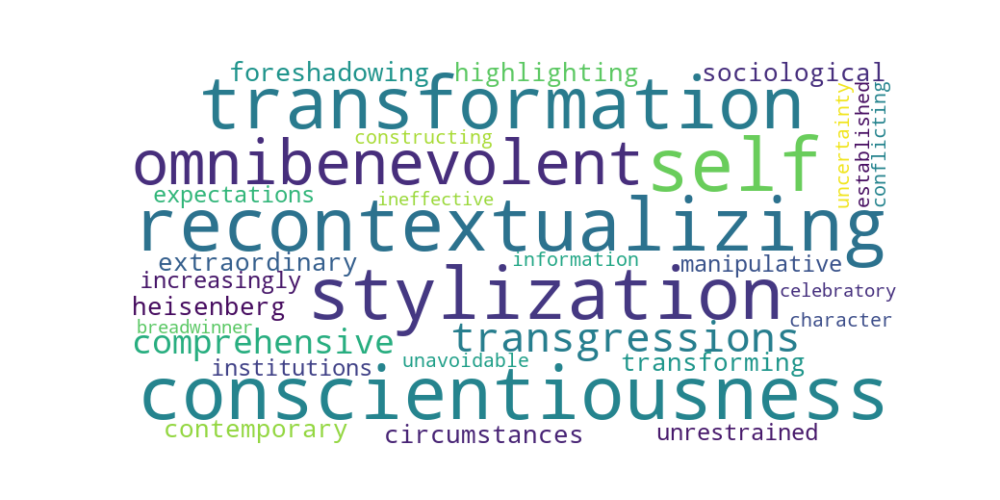 foreshadowing highlighting sociological
transformation
constructing
omnibenevolent self
uncertainty
established
conflicting
expectations ineffective
recontextualizing
extraordinary information manipulative
increasingly stylization celebratory
heisenberg character
breadwinner
comprehensive transgressions
institutions unavoidable transforming
conscientiousness
contemporary circumstances unrestrained